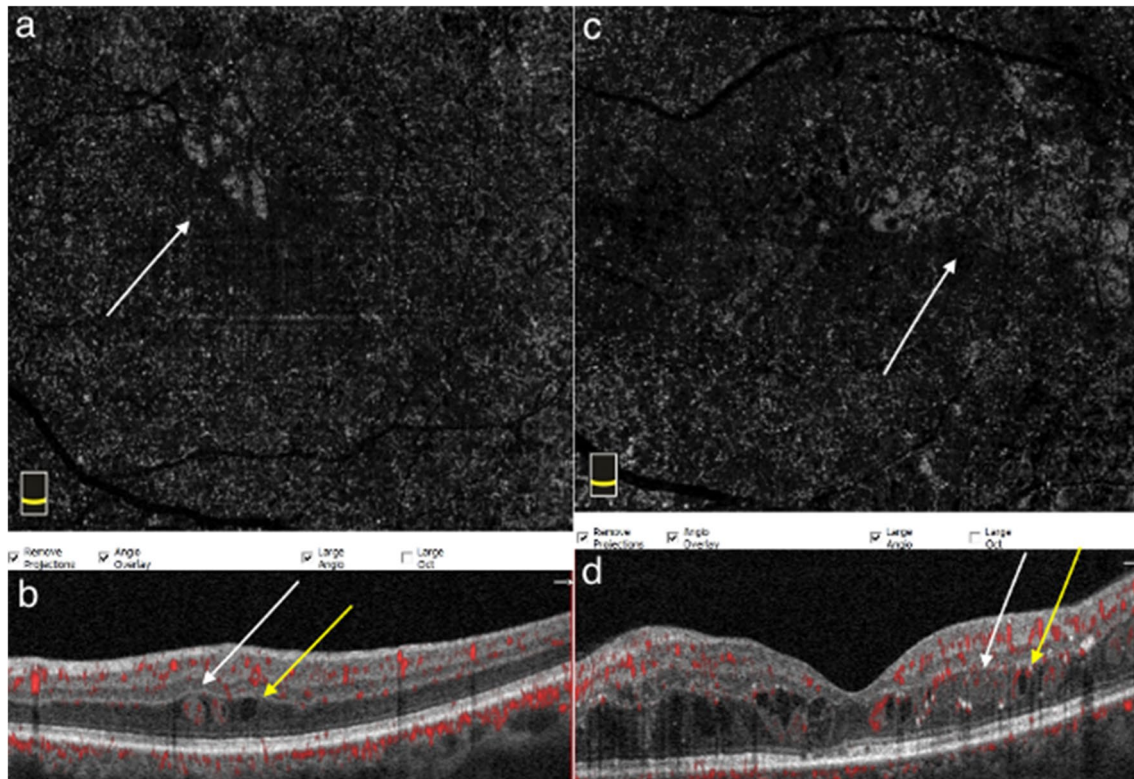 a
c
Remove Projections
Angio Overlay
Large Angio
Large Oct
Remove Projections
Angio Overlay
Large Angio
Large Oct
b
d